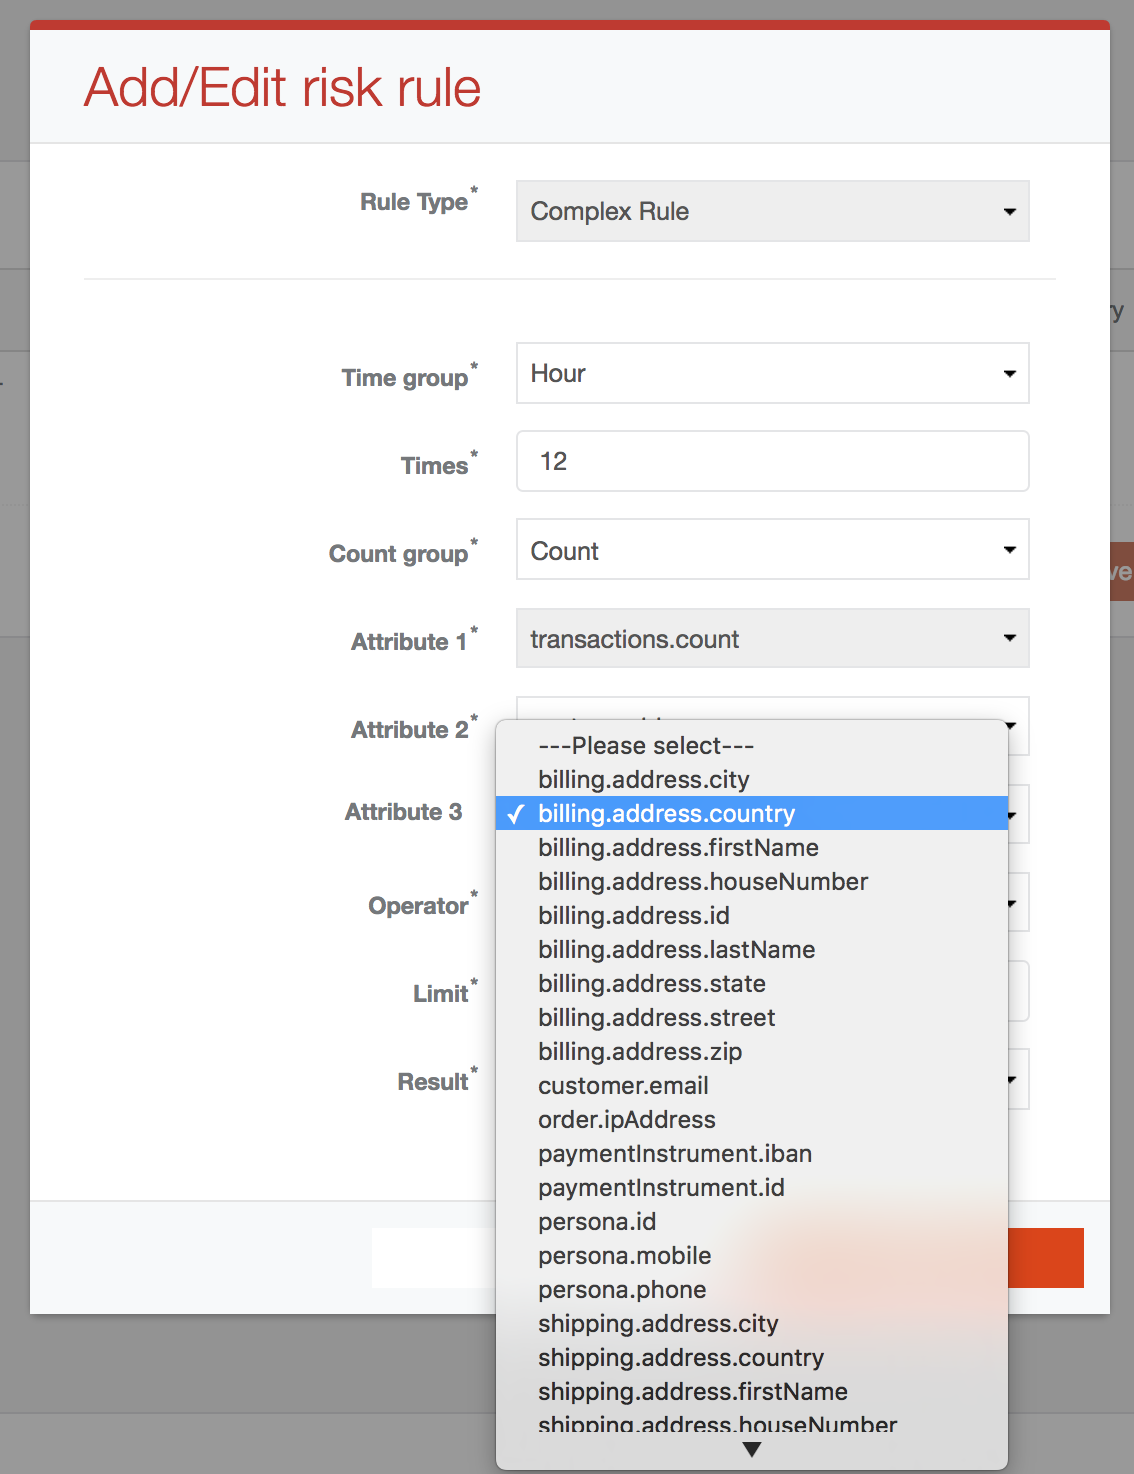 Add/Edit risk rule
Rule Type*
Complex Rule
Time group*
Hour
Times*
12
Count group*
Count
Attribute 1*
transactions.count
Attribute 2*
Attribute 3
Operator*
Limit*
Result*
---Please select---
billing.address.city
✓ billing.address.country
billing.address.firstName
billing.address.houseNumber
billing.address.id
billing.address.lastName
billing.address.state
billing.address.street
billing.address.zip
customer.email
order.ipAddress
paymentInstrument.iban
paymentInstrument.id
persona.id
persona.mobile
persona.phone
shipping.address.city
shipping.address.country
shipping.address.firstName
shipping.address.houseNumber